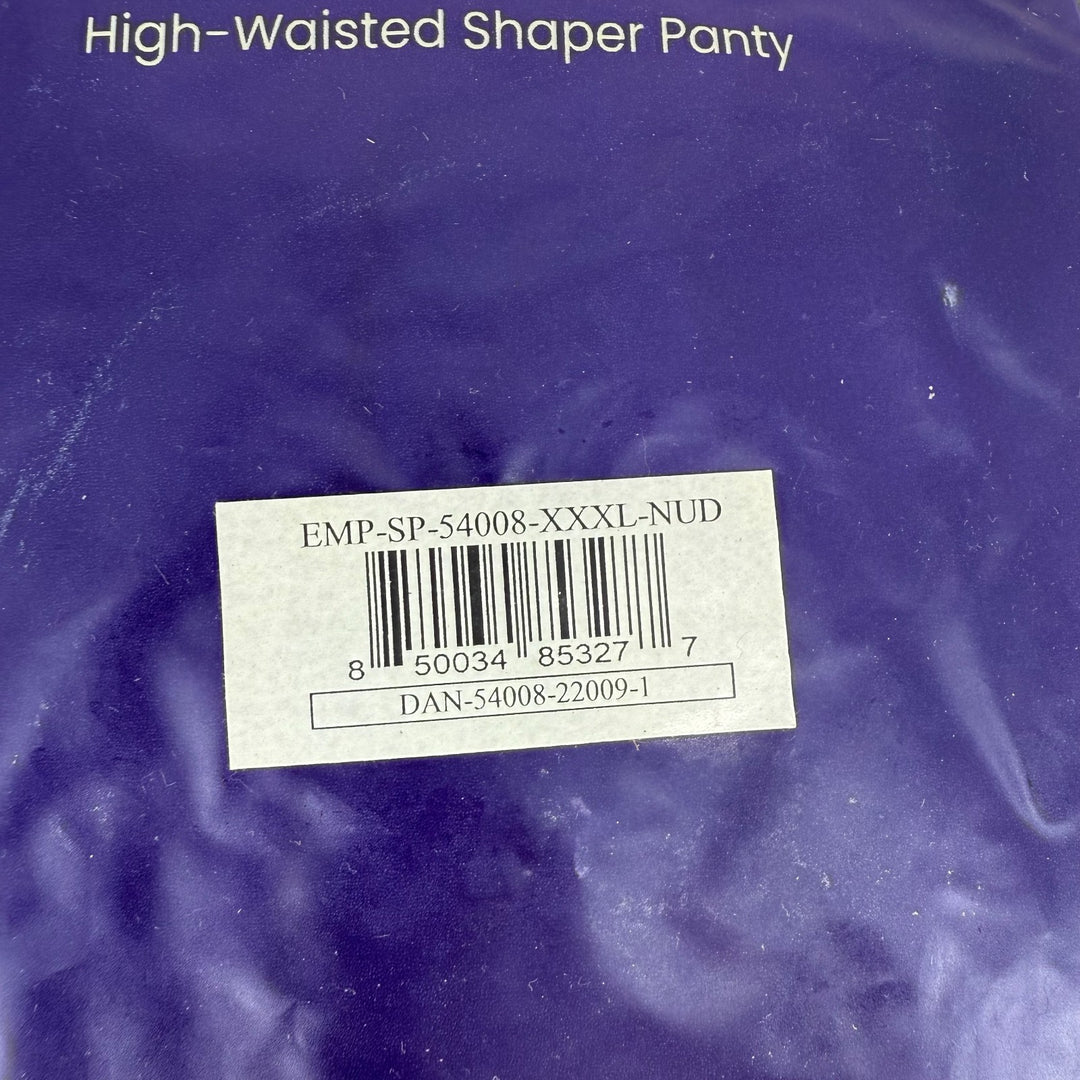 High-Waisted Shaper Panty
EMP-SP-54008-XXXL-NUD
8 50034 85327 7
DAN-54008-22009-1